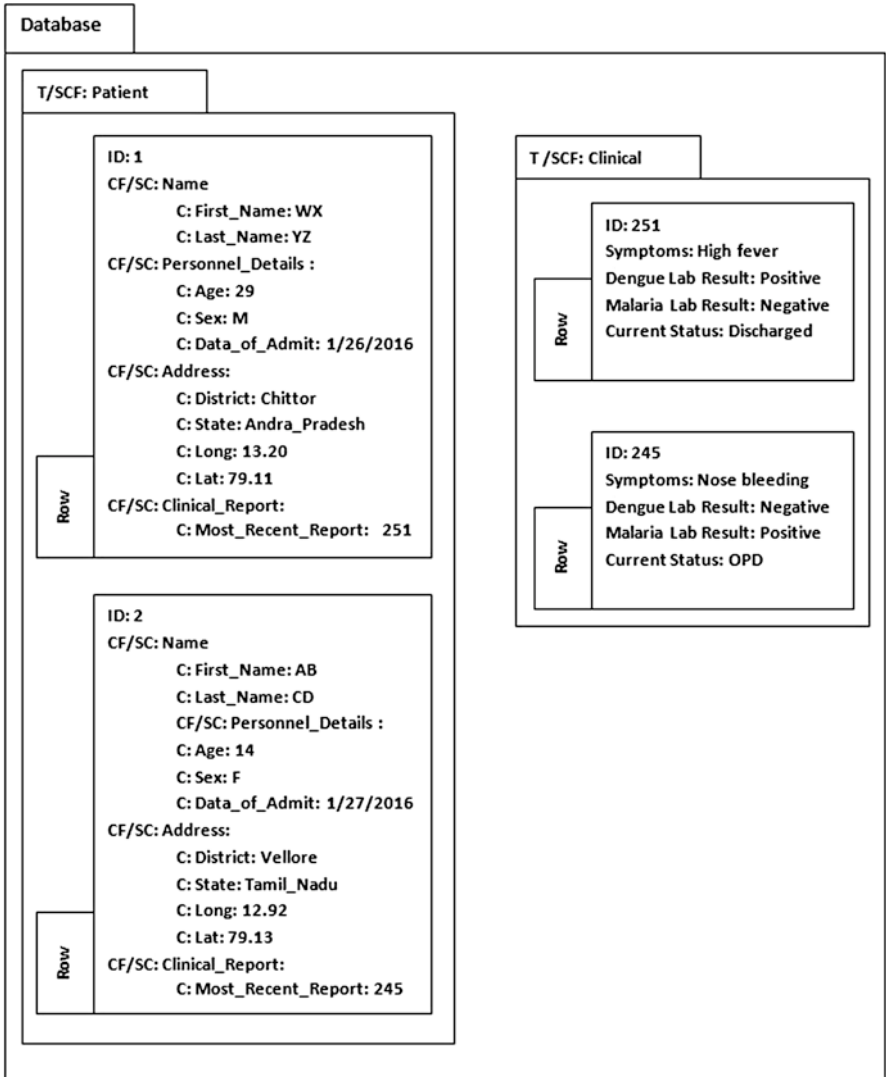 Database
T/SCF: Patient
ID: 1
CF/SC: Name
C: First_Name: WX
C: Last_Name: YZ
CF/SC: Personnel_Details :
C: Age: 29
C: Sex: M
C: Data_of_Admit: 1/26/2016
CF/SC: Address:
C: District: Chittor
C: State: Andra_Pradesh
C: Long: 13.20
C: Lat: 79.11
CF/SC: Clinical_Report:
C: Most_Recent_Report: 251
Row
ID: 2
CF/SC: Name
C: First_Name: AB
C: Last_Name: CD
CF/SC: Personnel_Details :
C: Age: 14
C: Sex: F
C: Data_of_Admit: 1/27/2016
CF/SC: Address:
C: District: Vellore
C: State: Tamil_Nadu
C: Long: 12.92
C: Lat: 79.13
CF/SC: Clinical_Report:
C: Most_Recent_Report: 245
Row
T /SCF: Clinical
ID: 251
Symptoms: High fever
Dengue Lab Result: Positive
Malaria Lab Result: Negative
Current Status: Discharged
Row
ID: 245
Symptoms: Nose bleeding
Dengue Lab Result: Negative
Malaria Lab Result: Positive
Current Status: OPD
Row